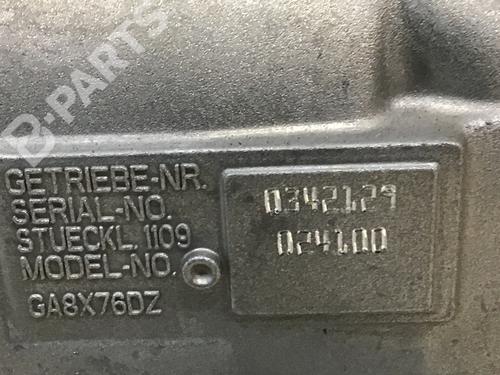 B-PARTS
GETRIEBE-NR.
SERIAL-NO.
STUECKL. 1109
MODEL-NO.
GA8X76DZ
0342129
024100